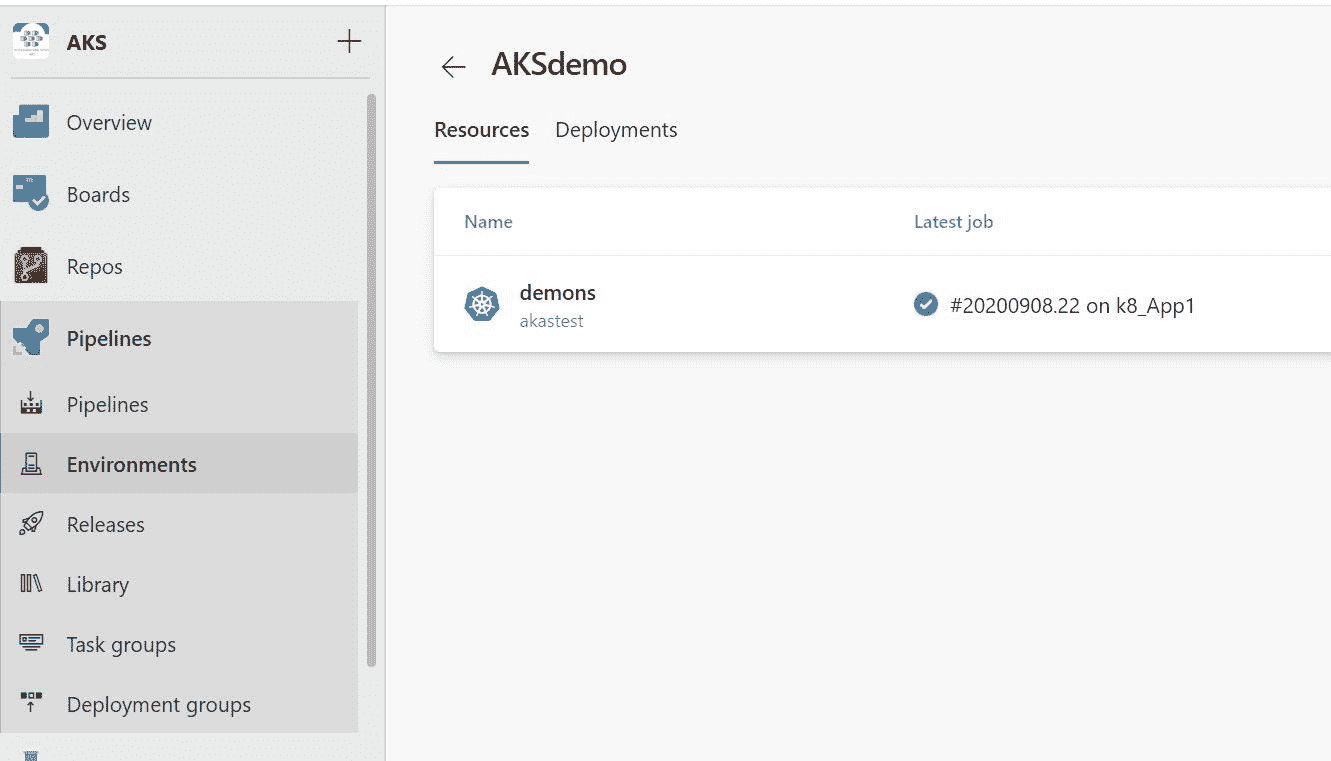 AKS
Overview
Boards
Repos
Pipelines
Pipelines
Environments
Releases
Library
Task groups
Deployment groups
AKSdemo
Resources Deployments
Name Latest job
demons
akastest
#20200908.22 on k8_App1